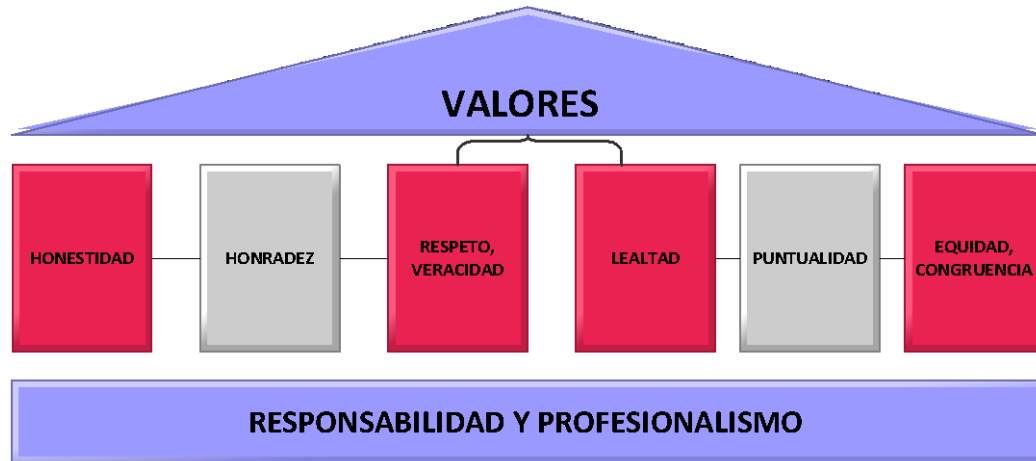 VALORES
HONESTIDAD
HONRADEZ
RESPETO,
VERACIDAD
LEALTAD
PUNTUALIDAD
EQUIDAD,
CONGRUENCIA
RESPONSABILIDAD Y PROFESIONALISMO